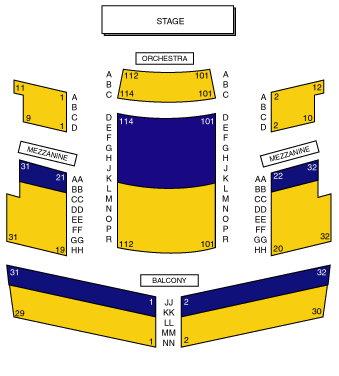 STAGE
ORCHESTRA
A 112 101 A
B B
C 114 101 C
11 1 A A 2 12
B B
9 C C 10
1 D D 2
D 114 101 D
E E
F F
G G
H H
J J
K K
L L
M M
N N
O O
P P
R 112 101 R
MEZZANINE MEZZANINE
31 21 AA AA 22 32
BB BB
CC CC
DD DD
EE EE
FF FF
31 GG GG 32
19 HH HH 20
BALCONY
31 32
1 JJ 2
29 KK 30
LL
MM
1 NN 2